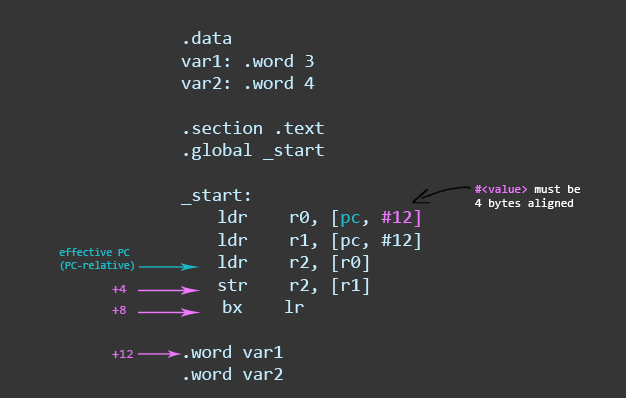 .data
var1: .word 3
var2: .word 4
.section .text
.global _start
_start:
ldr r0, [pc, #12]
#<value> must be
4 bytes aligned
ldr r1, [pc, #12]
effective PC
(PC-relative)
ldr r2, [r0]
+4
str r2, [r1]
+8
bx lr
+12
.word var1
.word var2